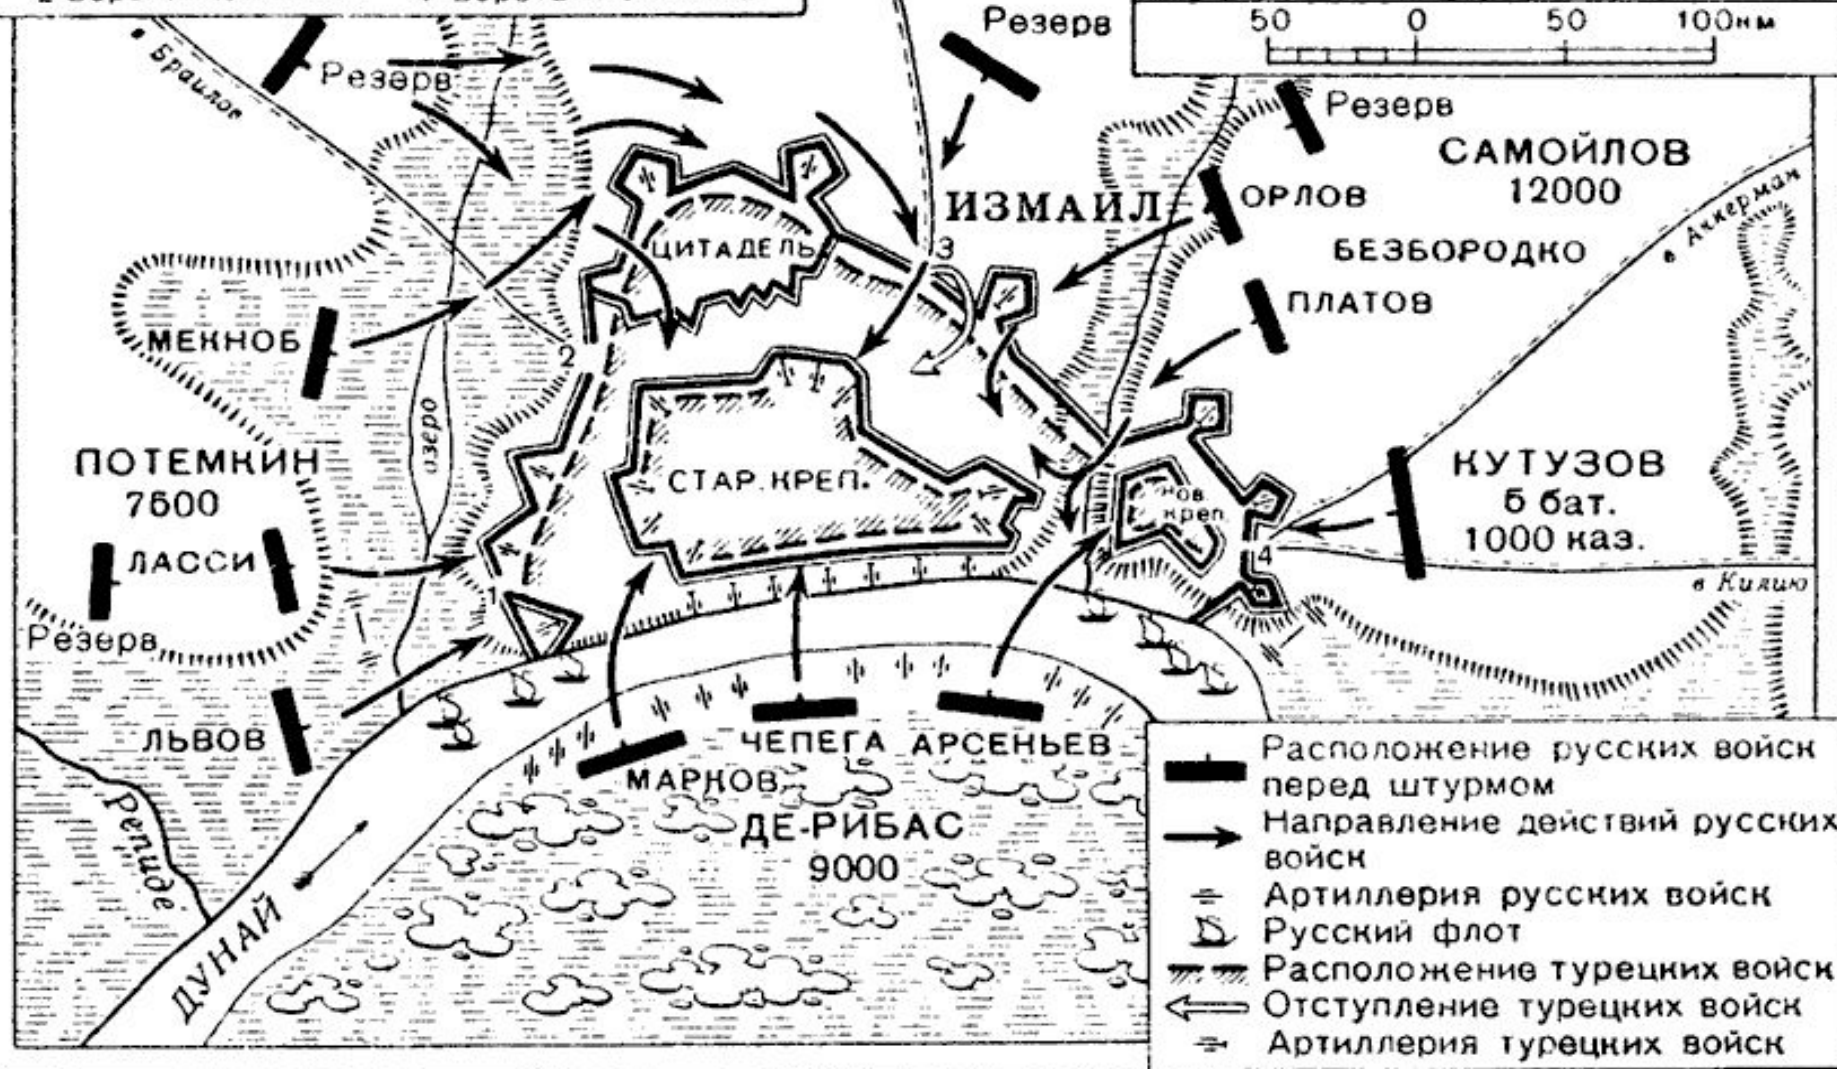 50 0 50 100нм
Резерв
Резерв
Резерв
в Браилов
САМОЙЛОВ
12000
ОРЛОВ
ИЗМАИЛ
в Аккерман
БЕЗБОРОДКО
ЦИТАДЕЛЬ
3
ПЛАТОВ
МЕКНОБ
2
озеро
ПОТЕМКИН
7500
СТАР. КРЕП.
нов.
креп.
КУТУЗОВ
5 бат.
1000 каз.
ЛАССИ
4
в Килию
1
Резерв
ЛЬВОВ
ЧЕПЕГА
АРСЕНЬЕВ
МАРКОВ
ДЕ-РИБАС
9000
Репиде
ДУНАЙ
Расположение русских войск
перед штурмом
Направление действий русских
войск
Артиллерия русских войск
Русский флот
Расположение турецких войск
Отступление турецких войск
Артиллерия турецких войск